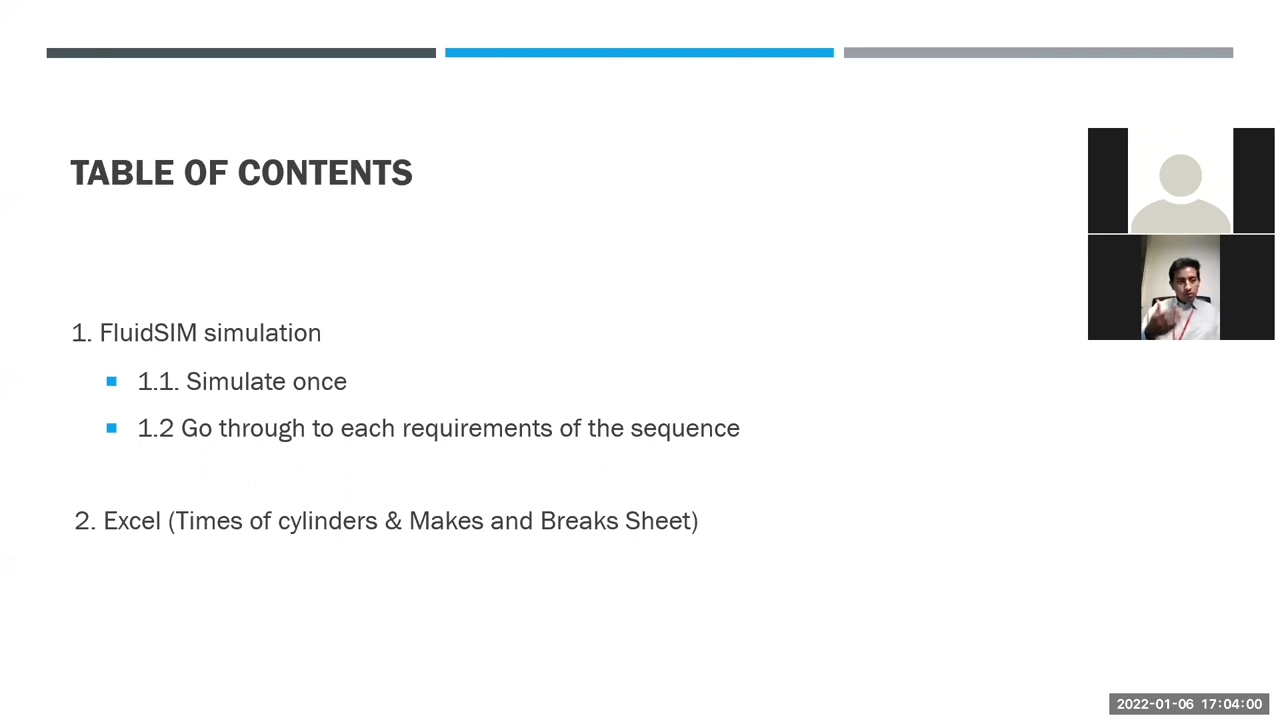 TABLE OF CONTENTS
1. FluidSIM simulation
1.1. Simulate once
1.2 Go through to each requirements of the sequence
2. Excel (Times of cylinders & Makes and Breaks Sheet)
2022-01-06 17:04:00